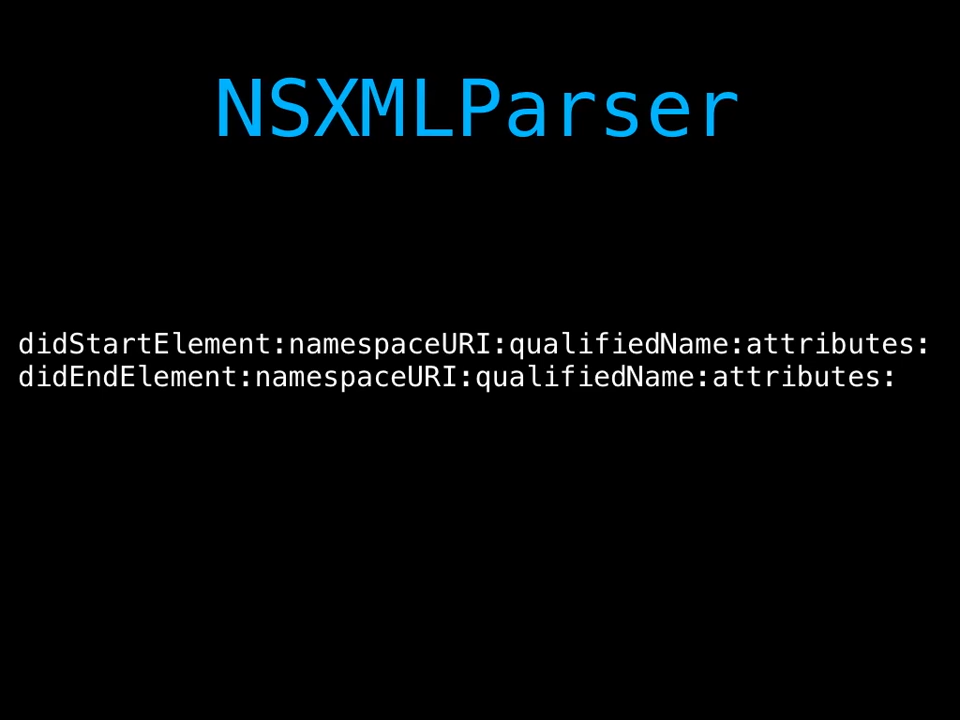 NSXMLParser
didStartElement:namespaceURI:qualifiedName:attributes:
didEndElement:namespaceURI:qualifiedName:attributes: